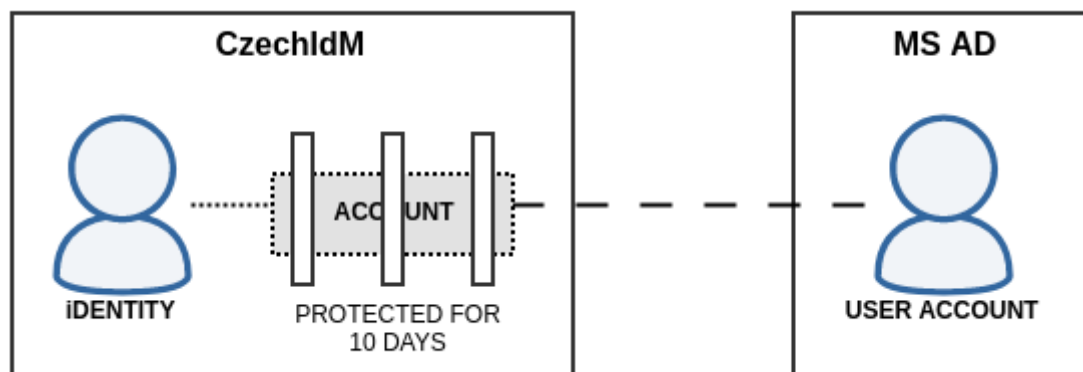 CzechIdM
MS AD
ACCOUNT
iDENTITY
PROTECTED FOR
10 DAYS
USER ACCOUNT